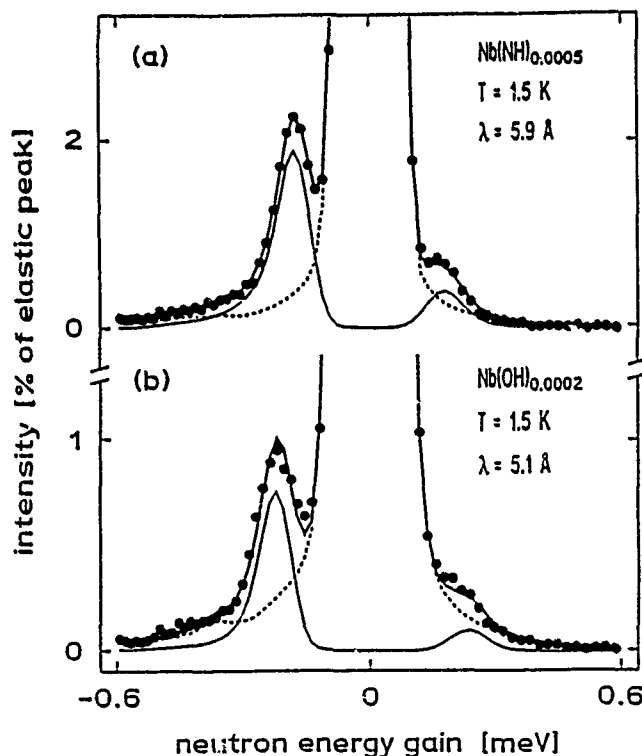 (a)
Nb(NH)0.0005
T = 1.5 K
λ = 5.9 Å
2
0
(b)
Nb(OH)0.0002
T = 1.5 K
λ = 5.1 Å
1
0
intensity [% of elastic peak]
-0.6 0 0.6
neutron energy gain [meV]